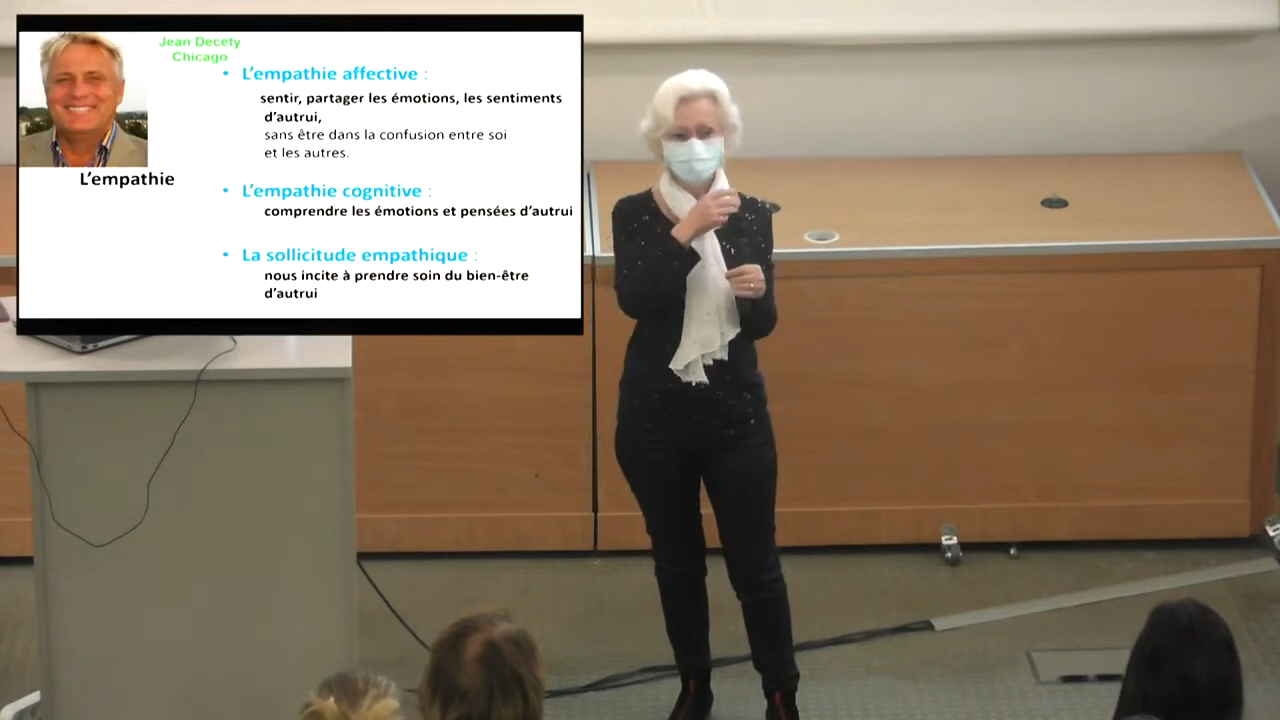 Jean Decety
Chicago
L'empathie
• L'empathie affective :
sentir, partager les émotions, les sentiments
d'autrui,
sans être dans la confusion entre soi
et les autres.
• L'empathie cognitive :
comprendre les émotions et pensées d'autrui
• La sollicitude empathique :
nous incite à prendre soin du bien-être
d'autrui